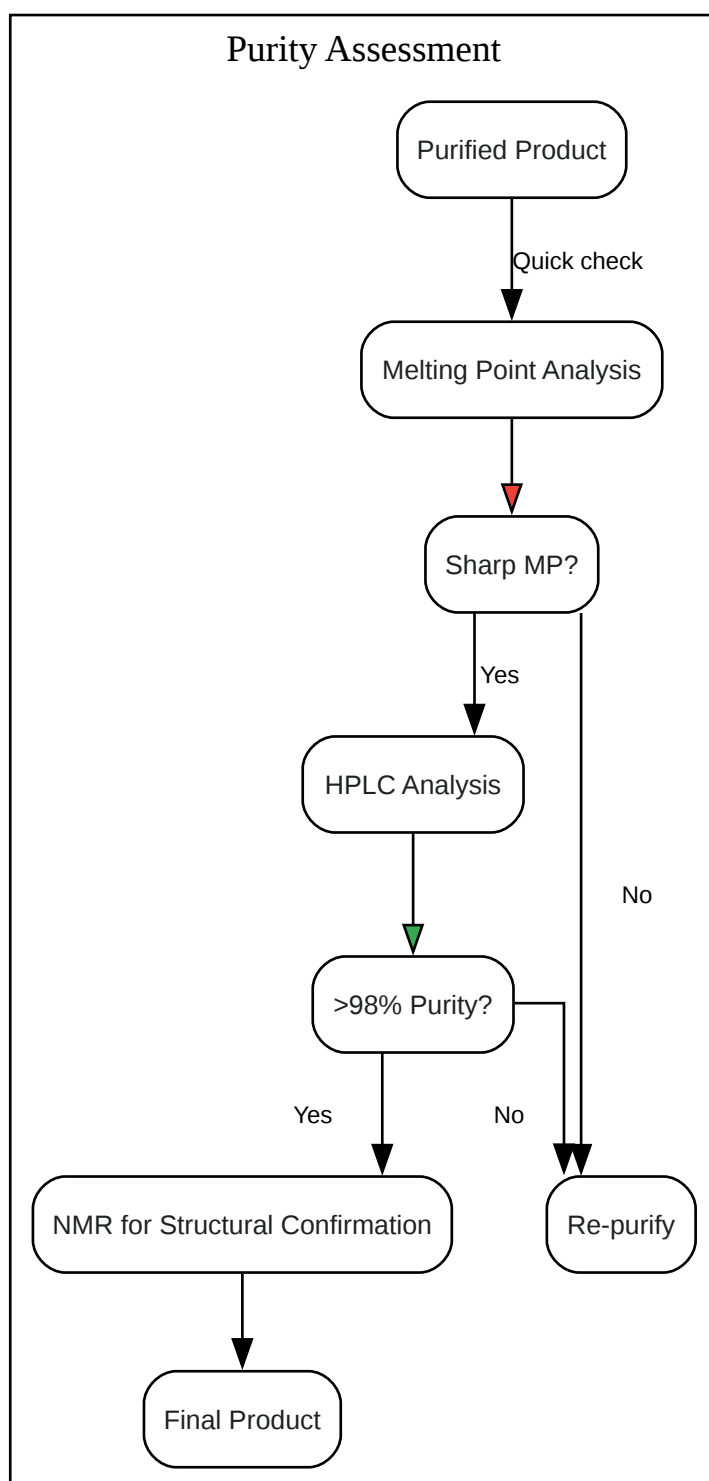 Purity Assessment
Purified Product
Quick check
Melting Point Analysis
Sharp MP?
Yes
HPLC Analysis
No
>98% Purity?
Yes
No
NMR for Structural Confirmation
Re-purify
Final Product